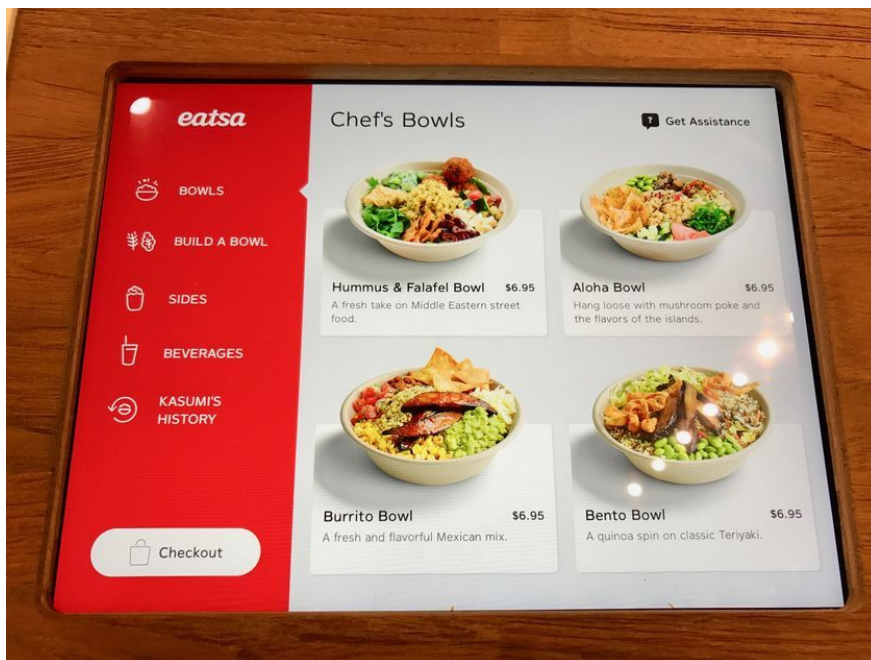 eatsa
BOWLS
BUILD A BOWL
SIDES
BEVERAGES
KASUMI'S
HISTORY
Checkout
Chef's Bowls
? Get Assistance
Hummus & Falafel Bowl $6.95
A fresh take on Middle Eastern street
food.
Aloha Bowl $6.95
Hang loose with mushroom poke and
the flavors of the islands.
Burrito Bowl $6.95
A fresh and flavorful Mexican mix.
Bento Bowl $6.95
A quinoa spin on classic Teriyaki.